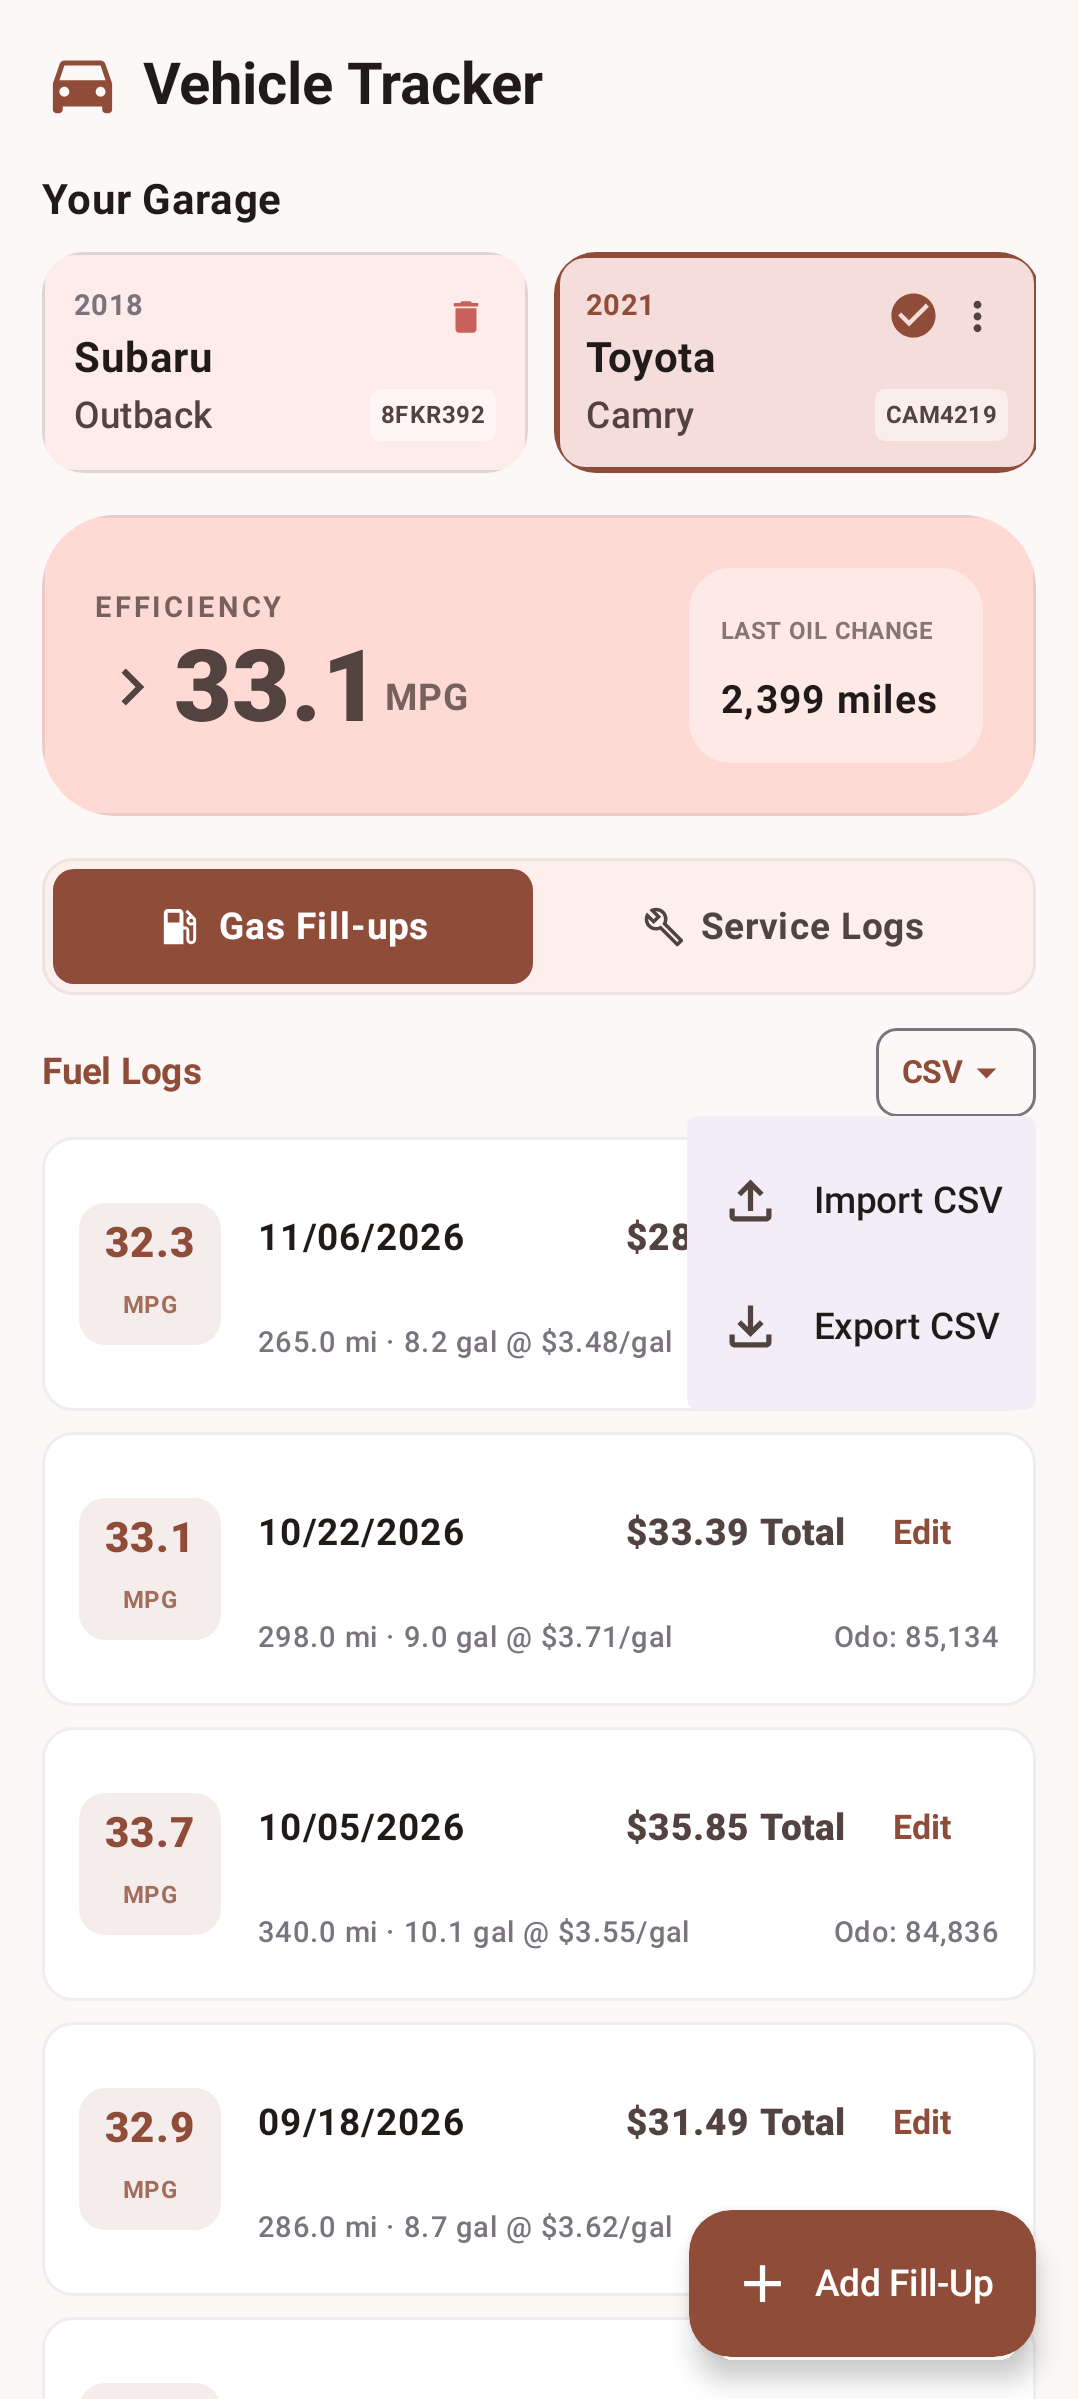 Vehicle Tracker
Your Garage
2018
Subaru
Outback
8FKR392
2021
Toyota
Camry
CAM4219
EFFICIENCY
33.1 MPG
LAST OIL CHANGE
2,399 miles
Gas Fill-ups
Service Logs
Fuel Logs
CSV
Import CSV
Export CSV
32.3
MPG
11/06/2026
$28
265.0 mi · 8.2 gal @ $3.48/gal
33.1
MPG
10/22/2026
$33.39 Total
Edit
298.0 mi · 9.0 gal @ $3.71/gal
Odo: 85,134
33.7
MPG
10/05/2026
$35.85 Total
Edit
340.0 mi · 10.1 gal @ $3.55/gal
Odo: 84,836
32.9
MPG
09/18/2026
$31.49 Total
Edit
286.0 mi · 8.7 gal @ $3.62/gal
Add Fill-Up